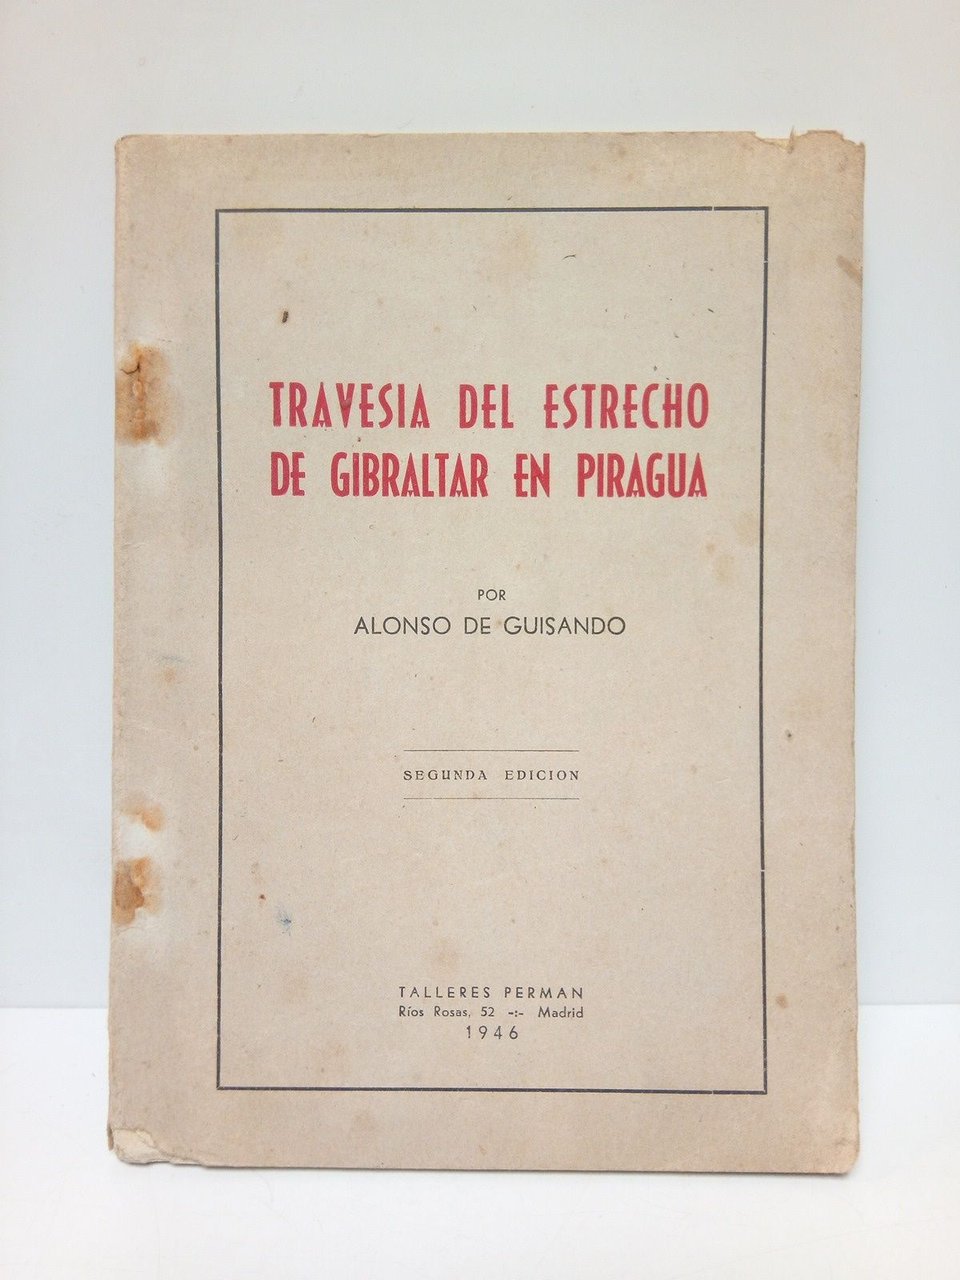 TRAVESIA DEL ESTRECHO
DE GIBRALTAR EN PIRAGUA
POR
ALONSO DE GUISANDO
SEGUNDA EDICION
TALLERES PERMAN
Ríos Rosas, 52 -:- Madrid
1946